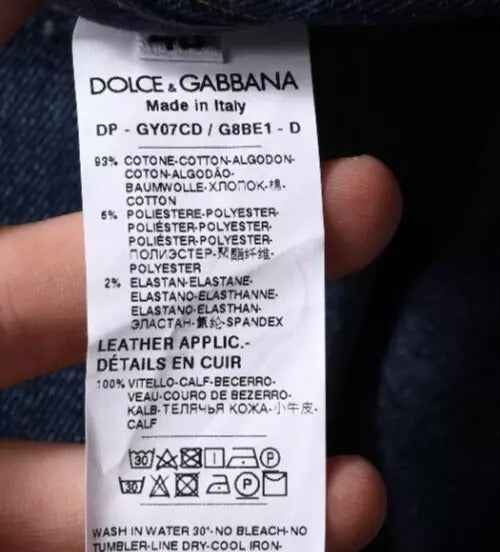 DOLCE & GABBANA
Made in Italy
DP - GY07CD / G8BE1 - D
93% COTONE-COTTON-ALGODON-
COTON-ALGODÃO-
BAUMWOLLE-ХЛОПОК-棉-
COTTON
5% POLIESTERE-POLYESTER-
POLIÉSTER-POLYESTER-
POLIÉSTER-POLYESTER-
ПОЛИЭСТЕР-聚酯纤维-
POLYESTER
2% ELASTAN-ELASTANE-
ELASTANO-ELASTHANNE-
ELASTANO-ELASTHAN-
ЭЛАСТАН-氨纶-SPANDEX
LEATHER APPLIC.-
DÉTAILS EN CUIR
100% VITELLO-CALF-BECERRO-
VEAU-COURO DE BEZERRO-
KALB-ТЕЛЯЧЬЯ КОЖА-小牛皮-
CALF
30 P
30 P
WASH IN WATER 30°-NO BLEACH-NO
TUMBLER-LINE DRY-COOL IRON-